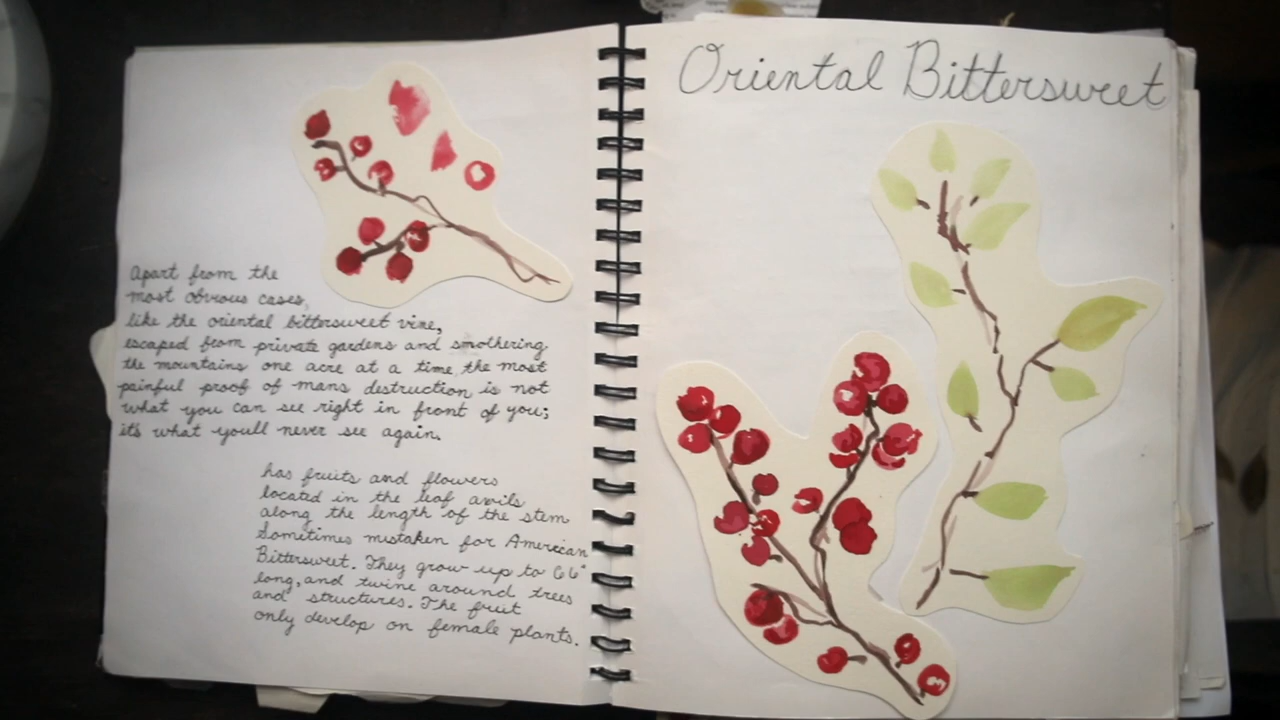 Apart from the
most obvious cases,
like the oriental bittersweet vine,
escaped from private gardens and smothering
the mountains one acre at a time, the most
painful proof of mans destruction is not
what you can see right in front of you;
it's what youll never see again.
has fruits and flowers
located in the leaf axils
along the length of the stem
Sometimes mistaken for American
Bittersweet. They grow up to 66"
long, and twine around trees
and structures. The fruit
only develop on female plants.
Oriental Bittersweet